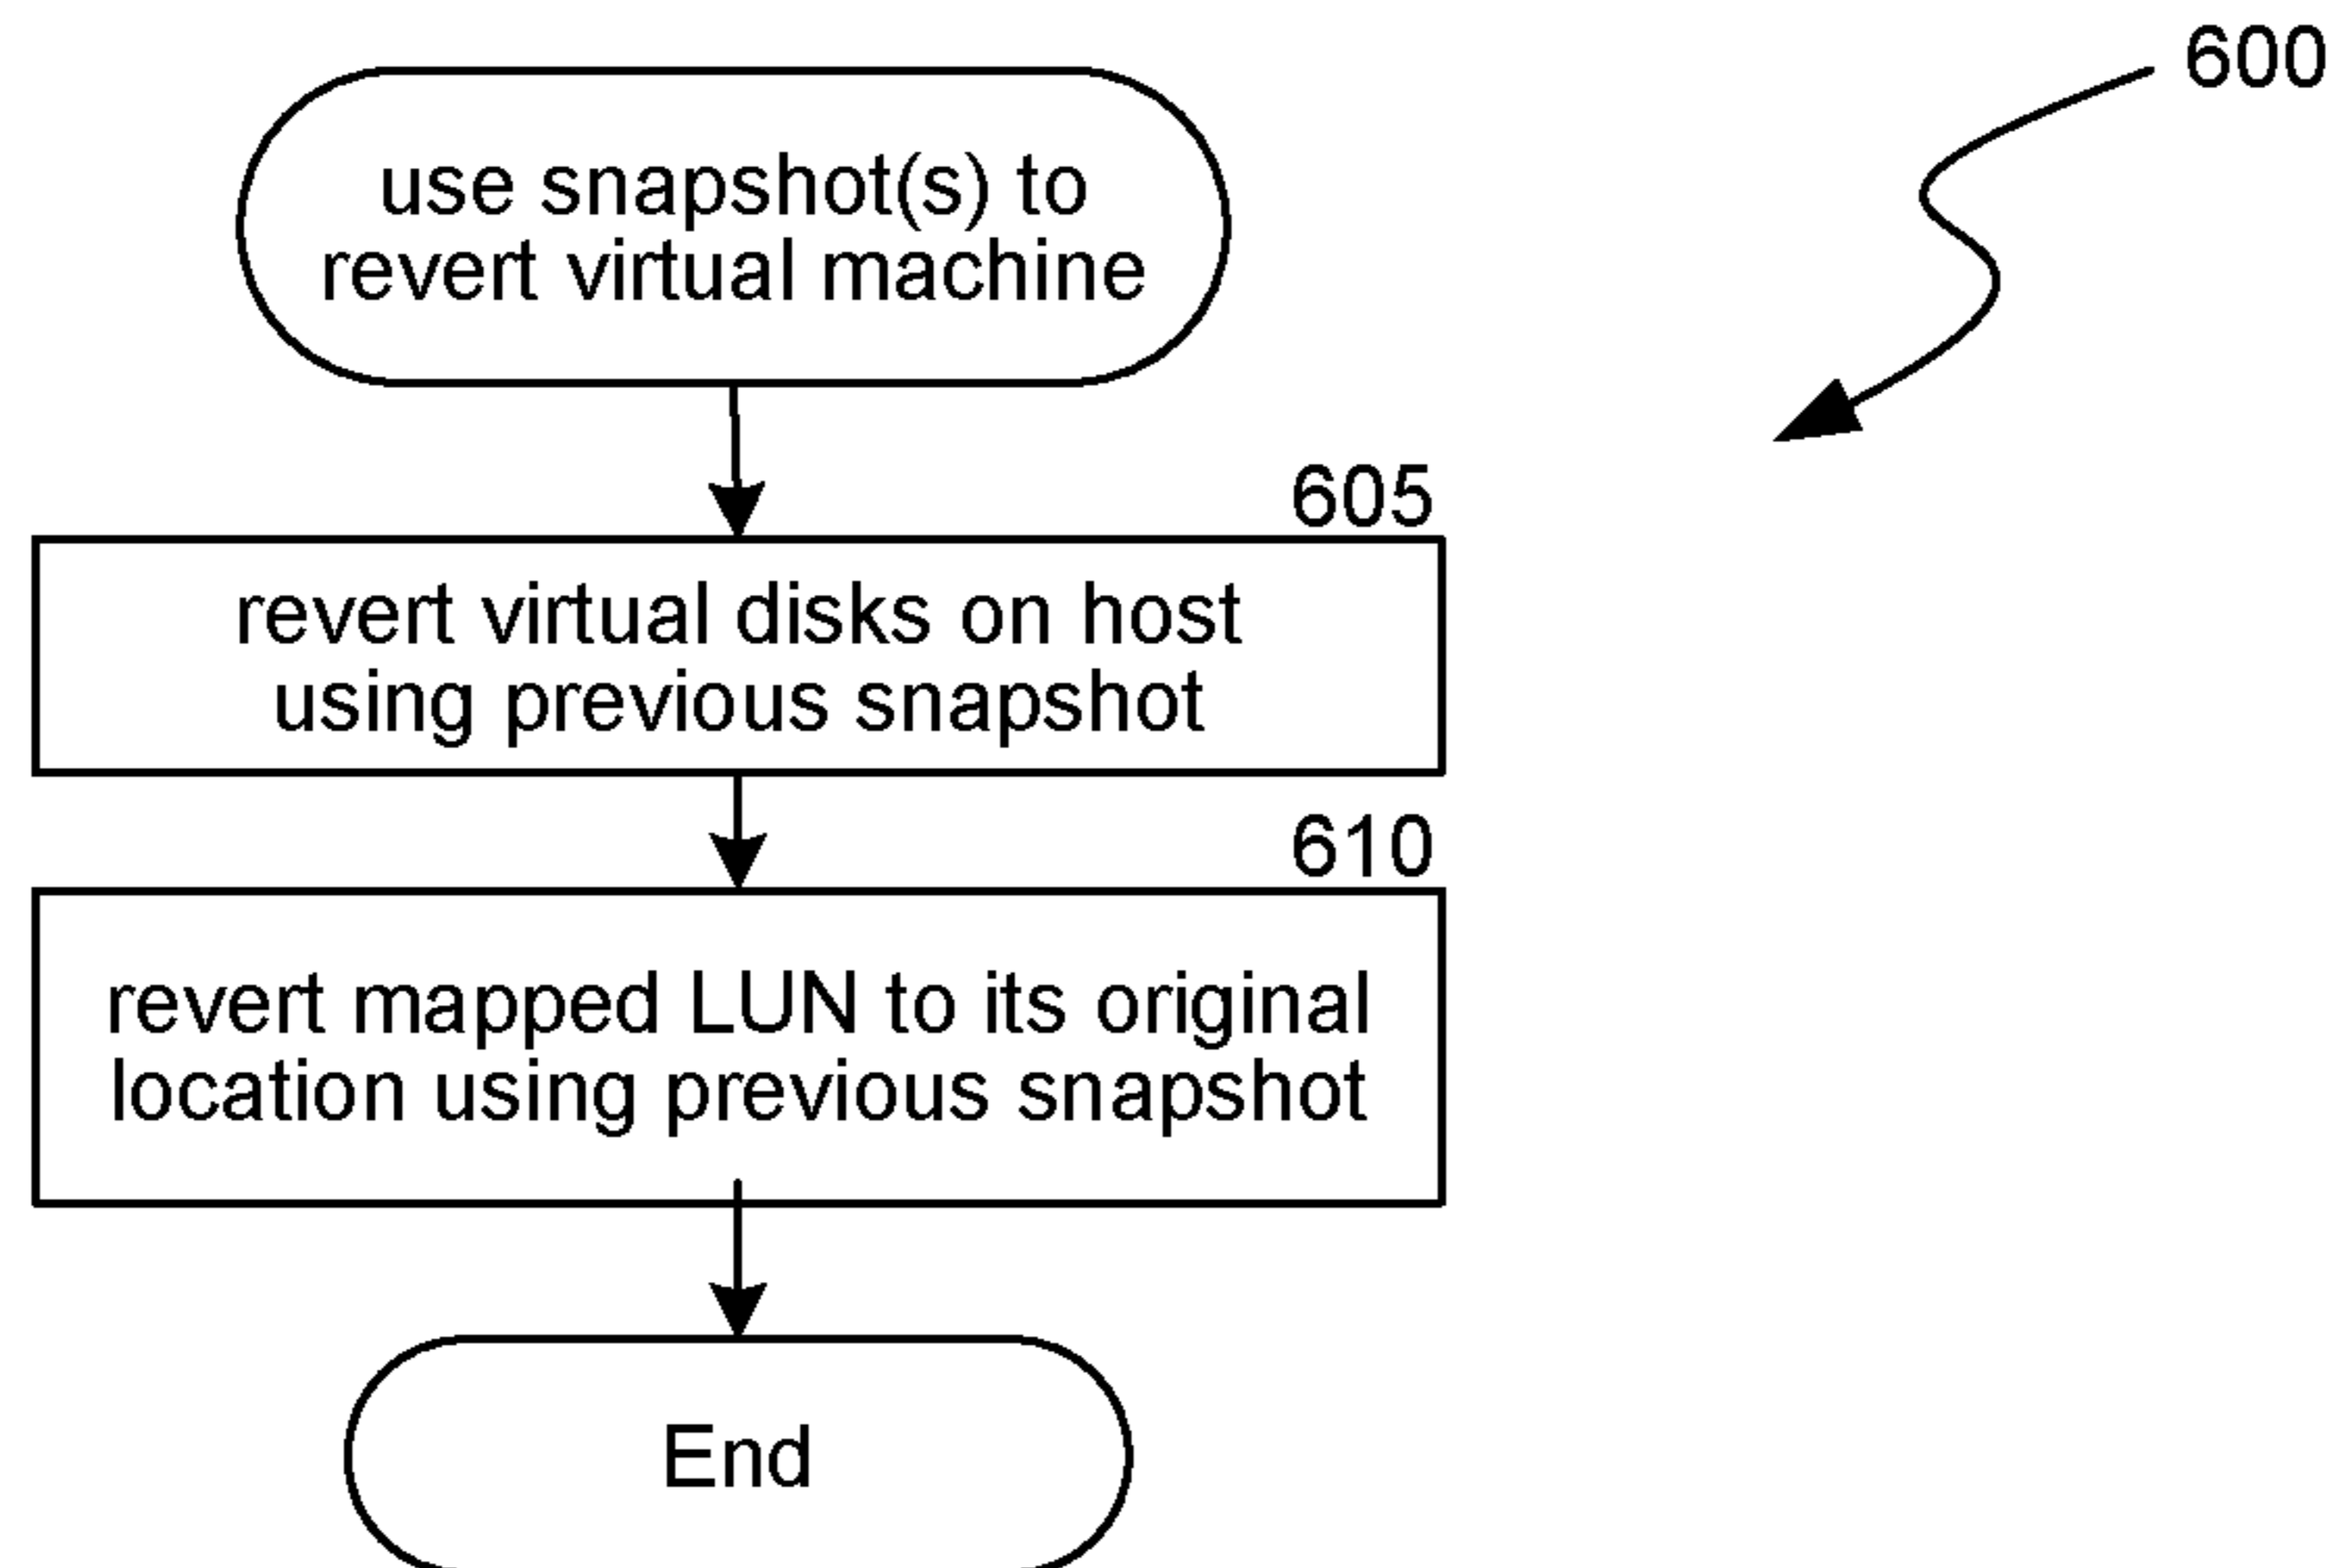 600
use snapshot(s) to
revert virtual machine
605
revert virtual disks on host
using previous snapshot
610
revert mapped LUN to its original
location using previous snapshot
End